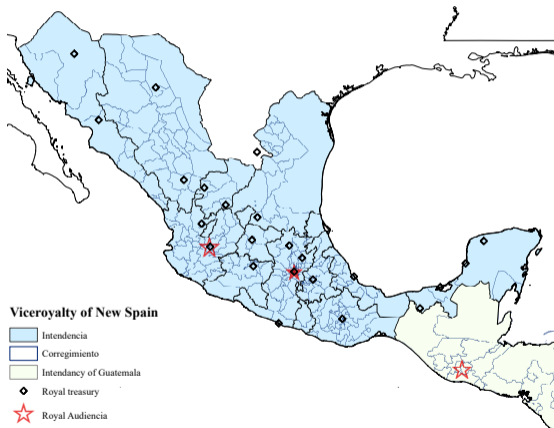 Viceroyalty of New Spain
Intendencia
Corregimiento
Intendancy of Guatemala
Royal treasury
Royal Audiencia